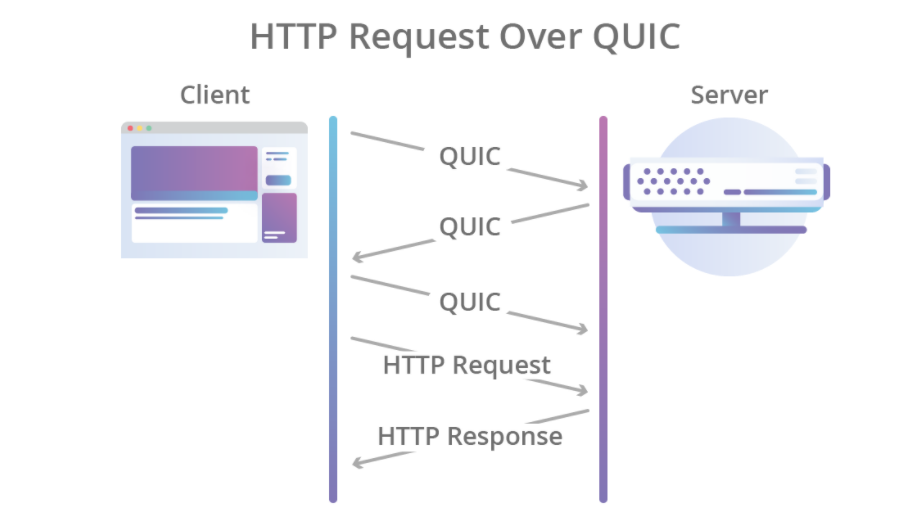 HTTP Request Over QUIC
Client
Server
QUIC
QUIC
QUIC
HTTP Request
HTTP Response